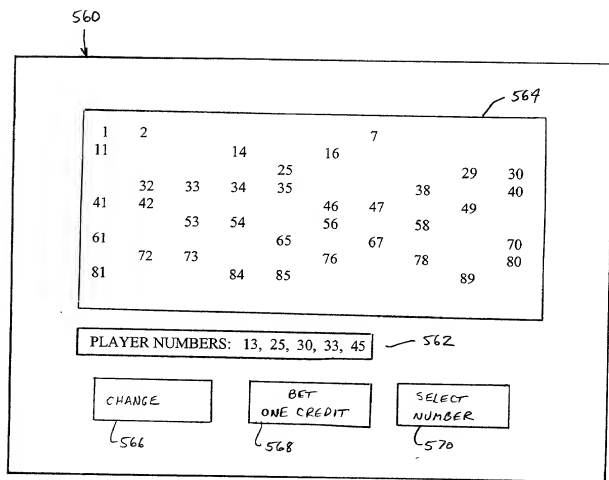 560
564
1 2 7
11 14 16
25 29 30
32 33 34 35 38 40
41 42 46 47 49
53 54 56 58
61 65 67 70
72 73 76 78 80
81 84 85 89
PLAYER NUMBERS: 13, 25, 30, 33, 45
562
CHANGE
BET
ONE CREDIT
SELECT
NUMBER
566
568
570